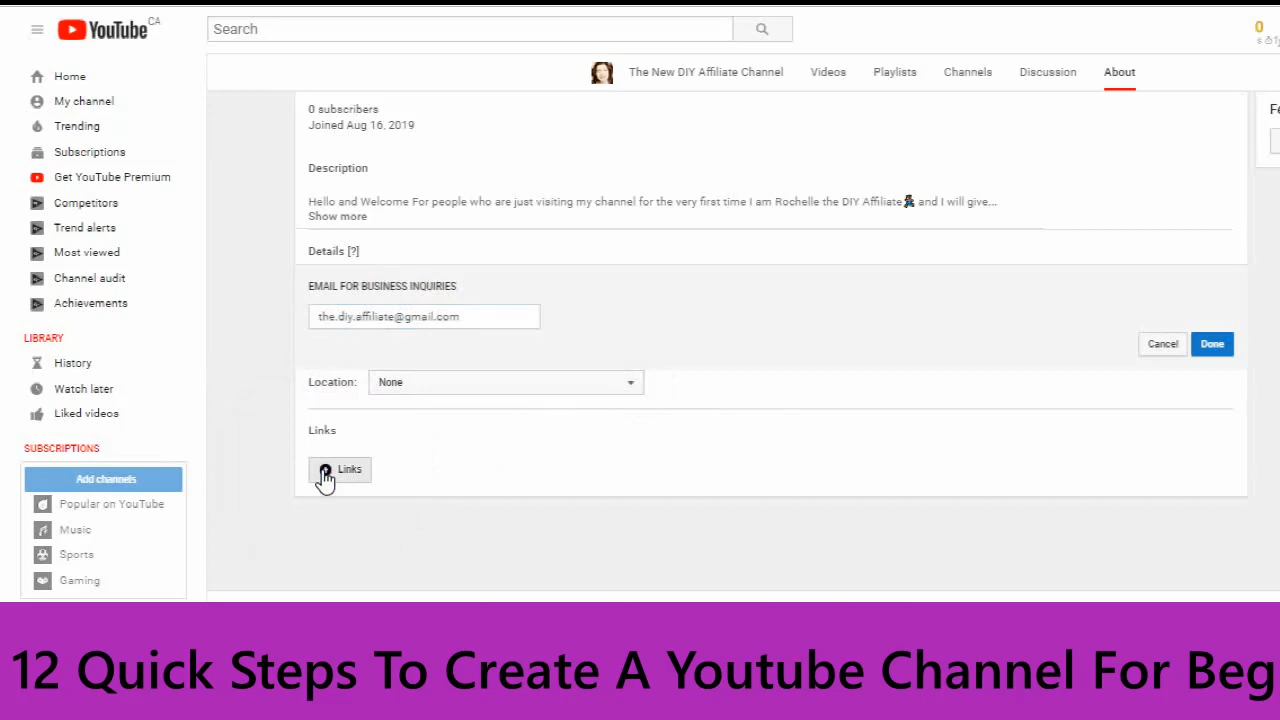 YouTube CA
Search
0
The New DIY Affiliate Channel Videos Playlists Channels Discussion About
Home
My channel
Trending
Subscriptions
Get YouTube Premium
Competitors
Trend alerts
Most viewed
Channel audit
Achievements
LIBRARY
History
Watch later
Liked videos
SUBSCRIPTIONS
Add channels
Popular on YouTube
Music
Sports
Gaming
0 subscribers
Joined Aug 16, 2019
Description
Hello and Welcome For people who are just visiting my channel for the very first time I am Rochelle the DIY Affiliate and I will give...
Show more
Details [?]
EMAIL FOR BUSINESS INQUIRIES
the.diy.affiliate@gmail.com
Cancel Done
Location: None
Links
Links
Fe
12 Quick Steps To Create A Youtube Channel For Beg